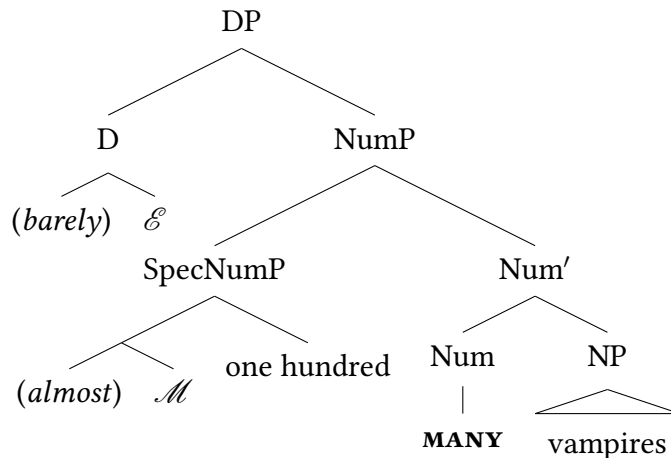 DP
D NumP
(barely) ℰ
SpecNumP Num′
(almost) ℳ one hundred Num NP
MANY vampires